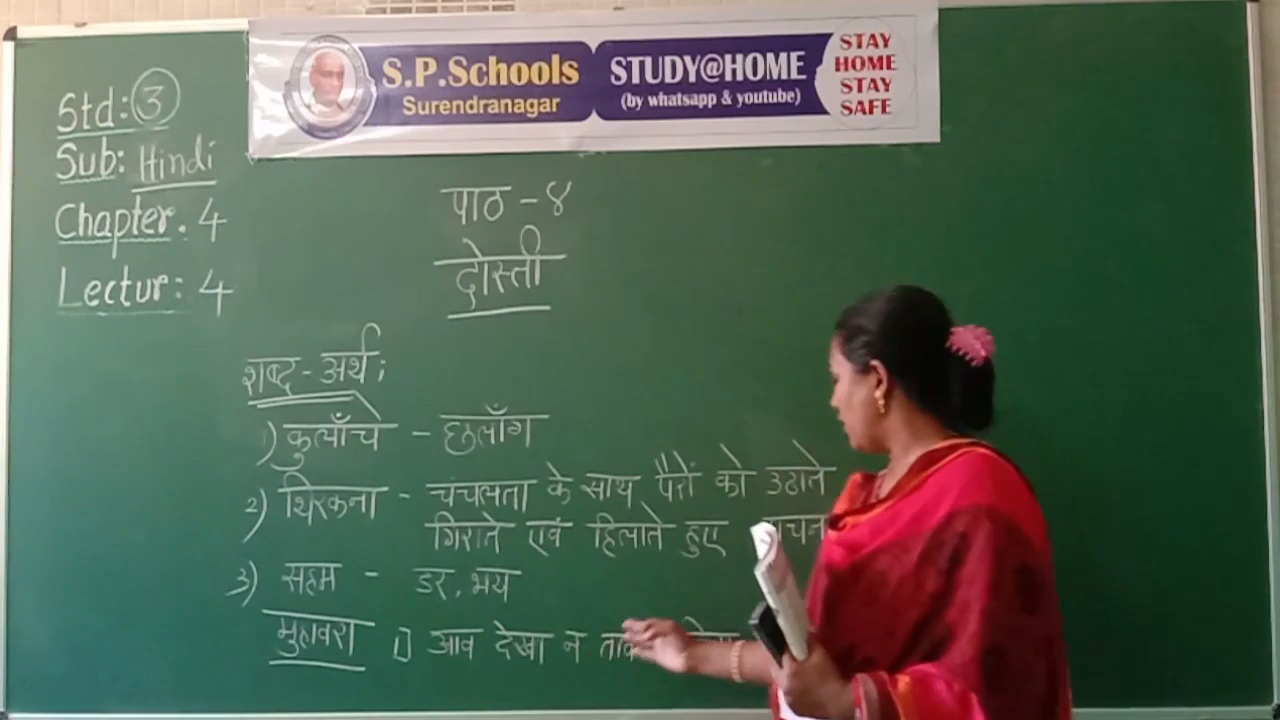 S.P.Schools
Surendranagar
STUDY@HOME
(by whatsapp & youtube)
STAY
HOME
STAY
SAFE
Std: 3
Sub: Hindi
Chapter. 4
Lectur: 4
पाठ - ४
दोस्ती
शब्द - अर्थ ;
1) कुलाँचे - छलाँग
2) थिरकना - चंचलता के साथ पैरों को उठाते
गिराते एवं हिलाते हुए
3) सहम - डर, भय
मुहावरा 1] आव देखा न ताव